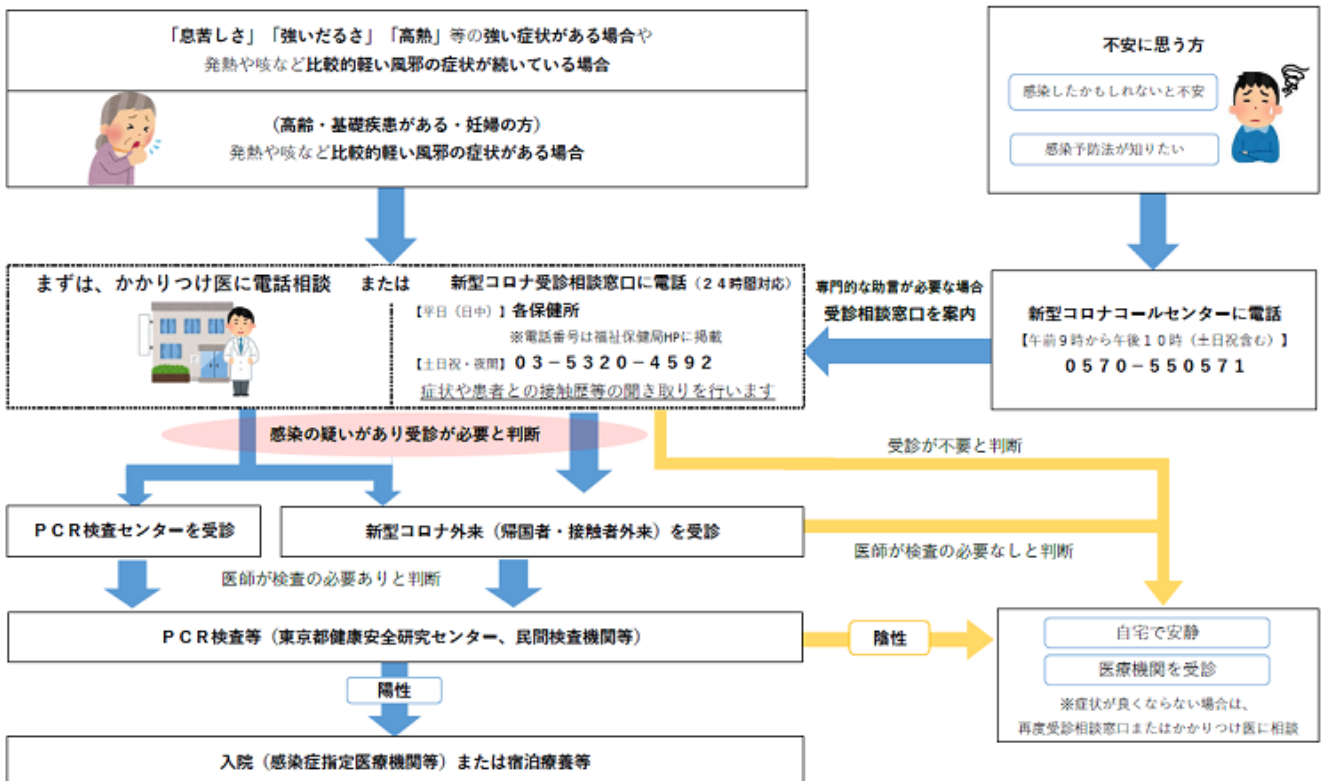 「息苦しさ」「強いだるさ」「高熱」等の強い症状がある場合や
発熱や咳など比較的軽い風邪の症状が続いている場合
（高齢・基礎疾患がある・妊婦の方）
発熱や咳など比較的軽い風邪の症状がある場合
不安に思う方
感染したかもしれないと不安
感染予防法が知りたい
まずは、かかりつけ医に電話相談
または
新型コロナ受診相談窓口に電話（２４時間対応）
【平日（日中）】各保健所
※電話番号は福祉保健局HPに掲載
【土日祝・夜間】０３－５３２０－４５９２
症状や患者との接触歴等の聞き取りを行います
専門的な助言が必要な場合
受診相談窓口を案内
新型コロナコールセンターに電話
【午前９時から午後１０時（土日祝含む）】
０５７０－５５０５７１
感染の疑いがあり受診が必要と判断
受診が不要と判断
ＰＣＲ検査センターを受診
新型コロナ外来（帰国者・接触者外来）を受診
医師が検査の必要なしと判断
医師が検査の必要ありと判断
ＰＣＲ検査等（東京都健康安全研究センター、民間検査機関等）
陰性
自宅で安静
医療機関を受診
※症状が良くならない場合は、
再度受診相談窓口またはかかりつけ医に相談
陽性
入院（感染症指定医療機関等）または宿泊療養等